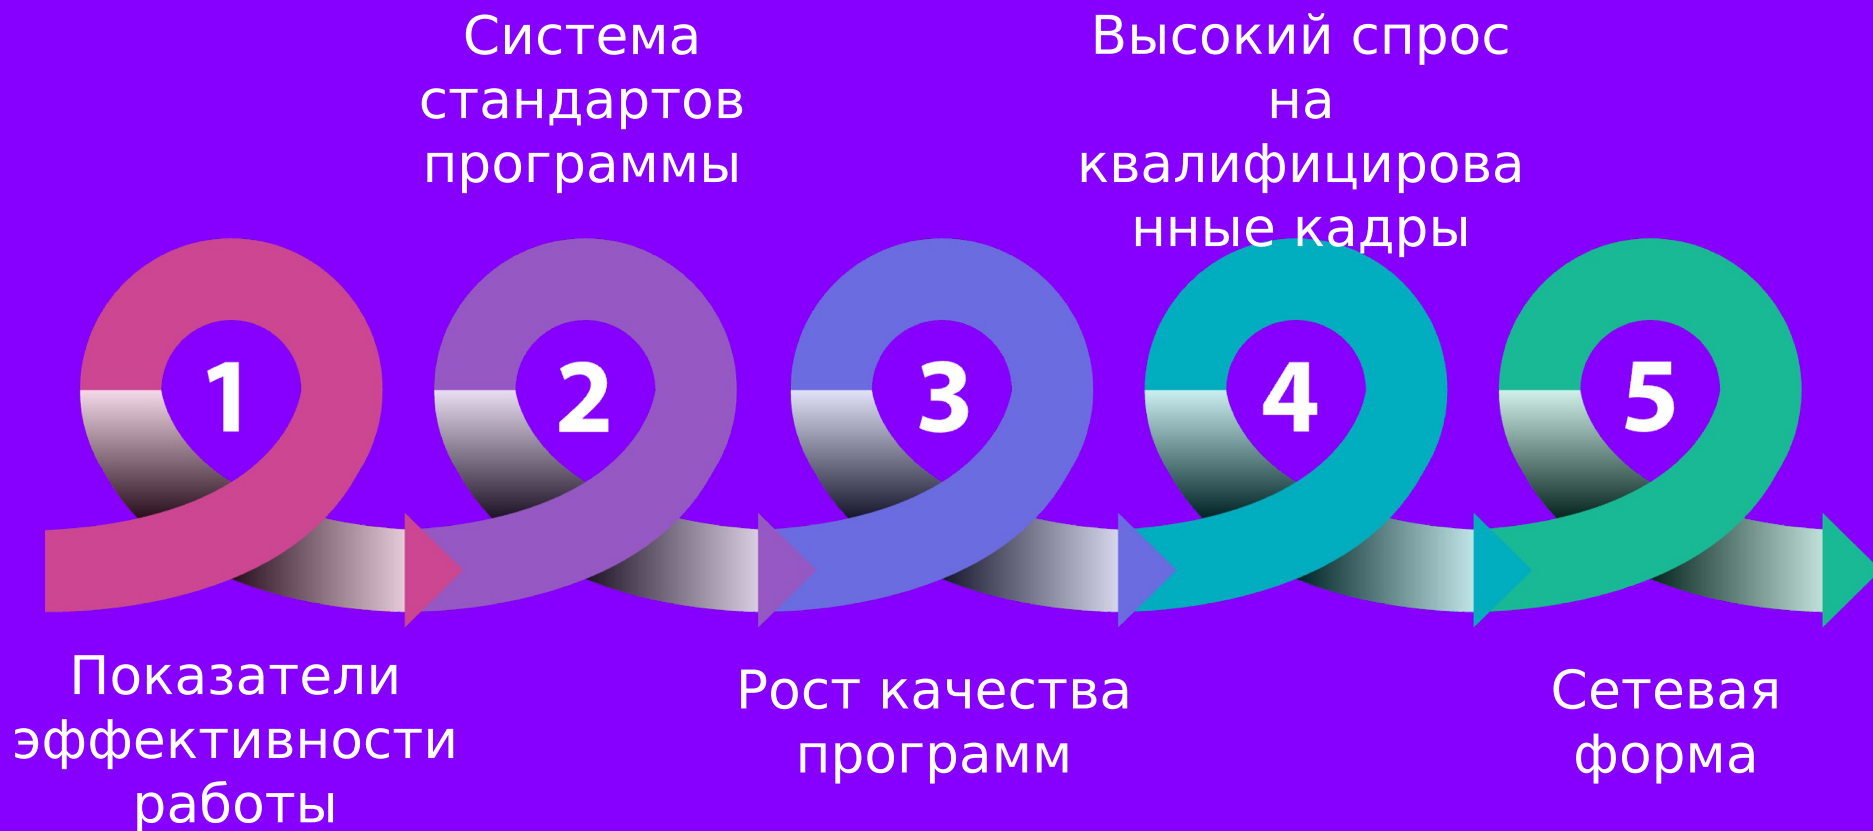 Система
стандартов
программы
Высокий спрос
на
квалифицирова
нные кадры
1
2
3
4
5
Показатели
эффективности
работы
Рост качества
программ
Сетевая
форма